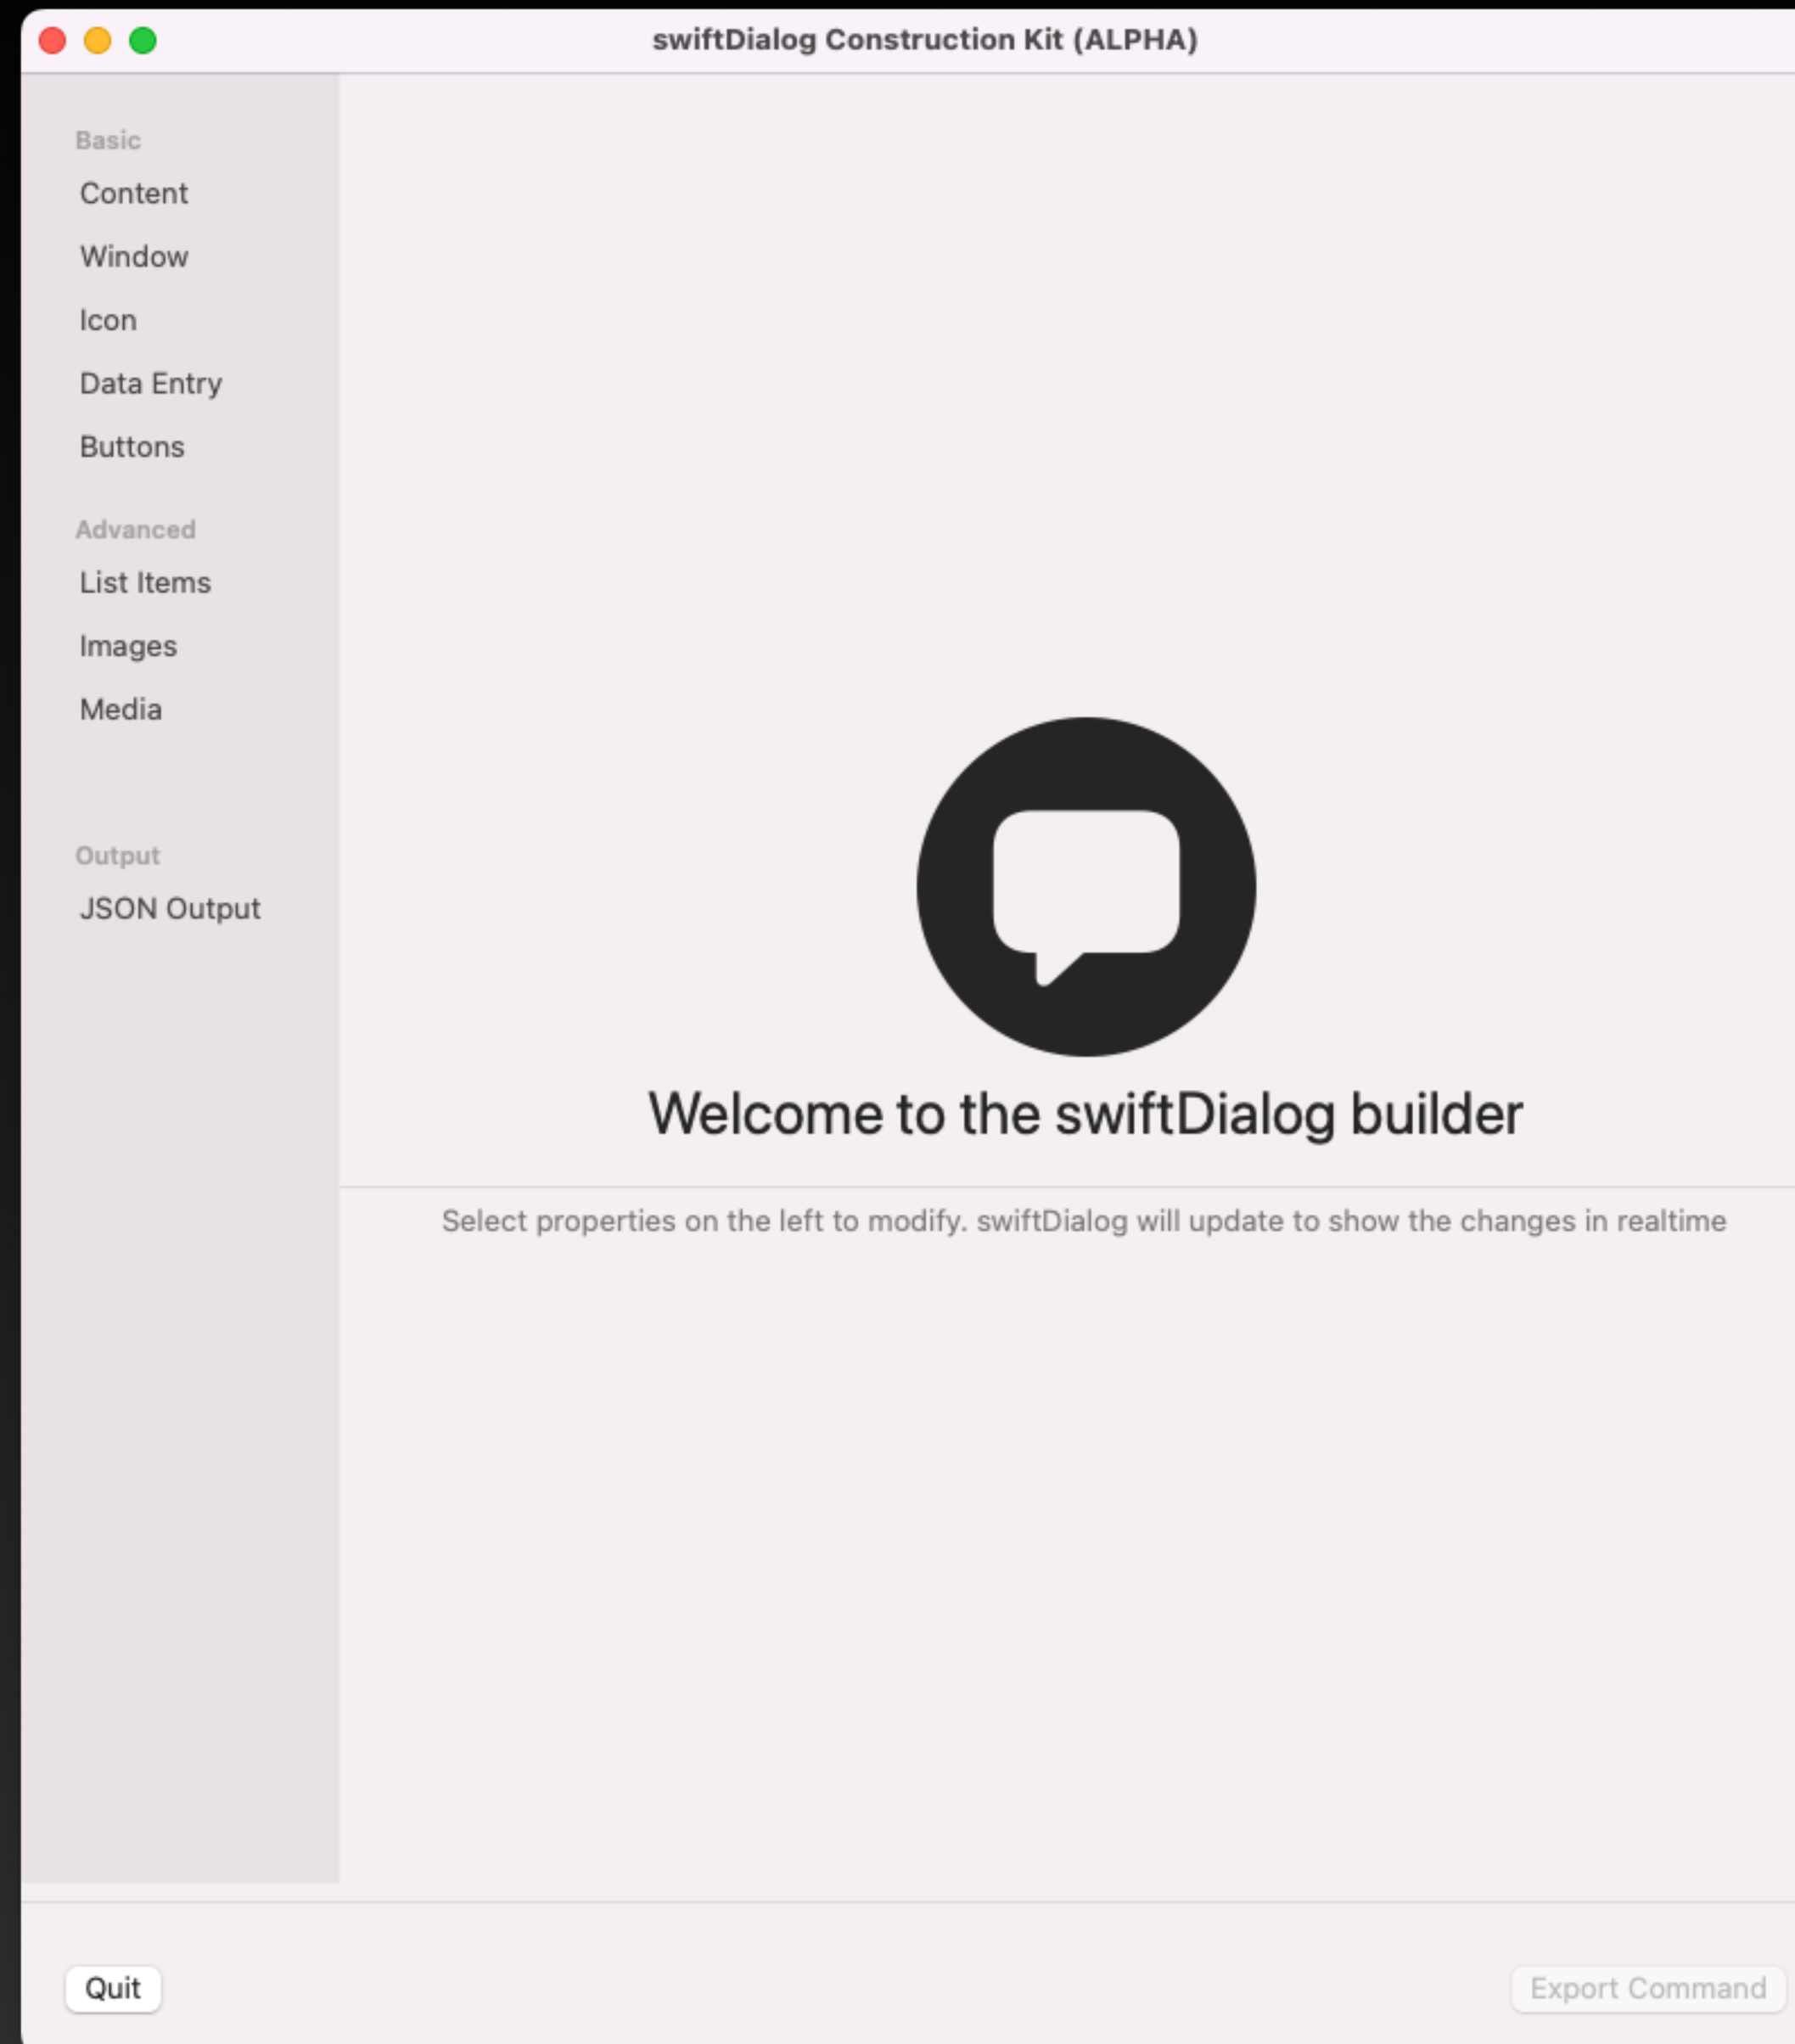 swiftDialog Construction Kit (ALPHA)
Basic
Content
Window
Icon
Data Entry
Buttons
Advanced
List Items
Images
Media
Output
JSON Output
Welcome to the swiftDialog builder
Select properties on the left to modify. swiftDialog will update to show the changes in realtime
Quit
Export Command